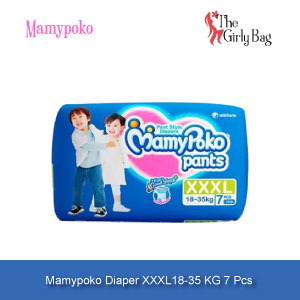 Mamypoko
The
Girly Bag
unicharm
Pant Style
Diapers
MamyPoko
pants
XXXL
18-35kg
7
Mamypoko Diaper XXXL18-35 KG 7 Pcs